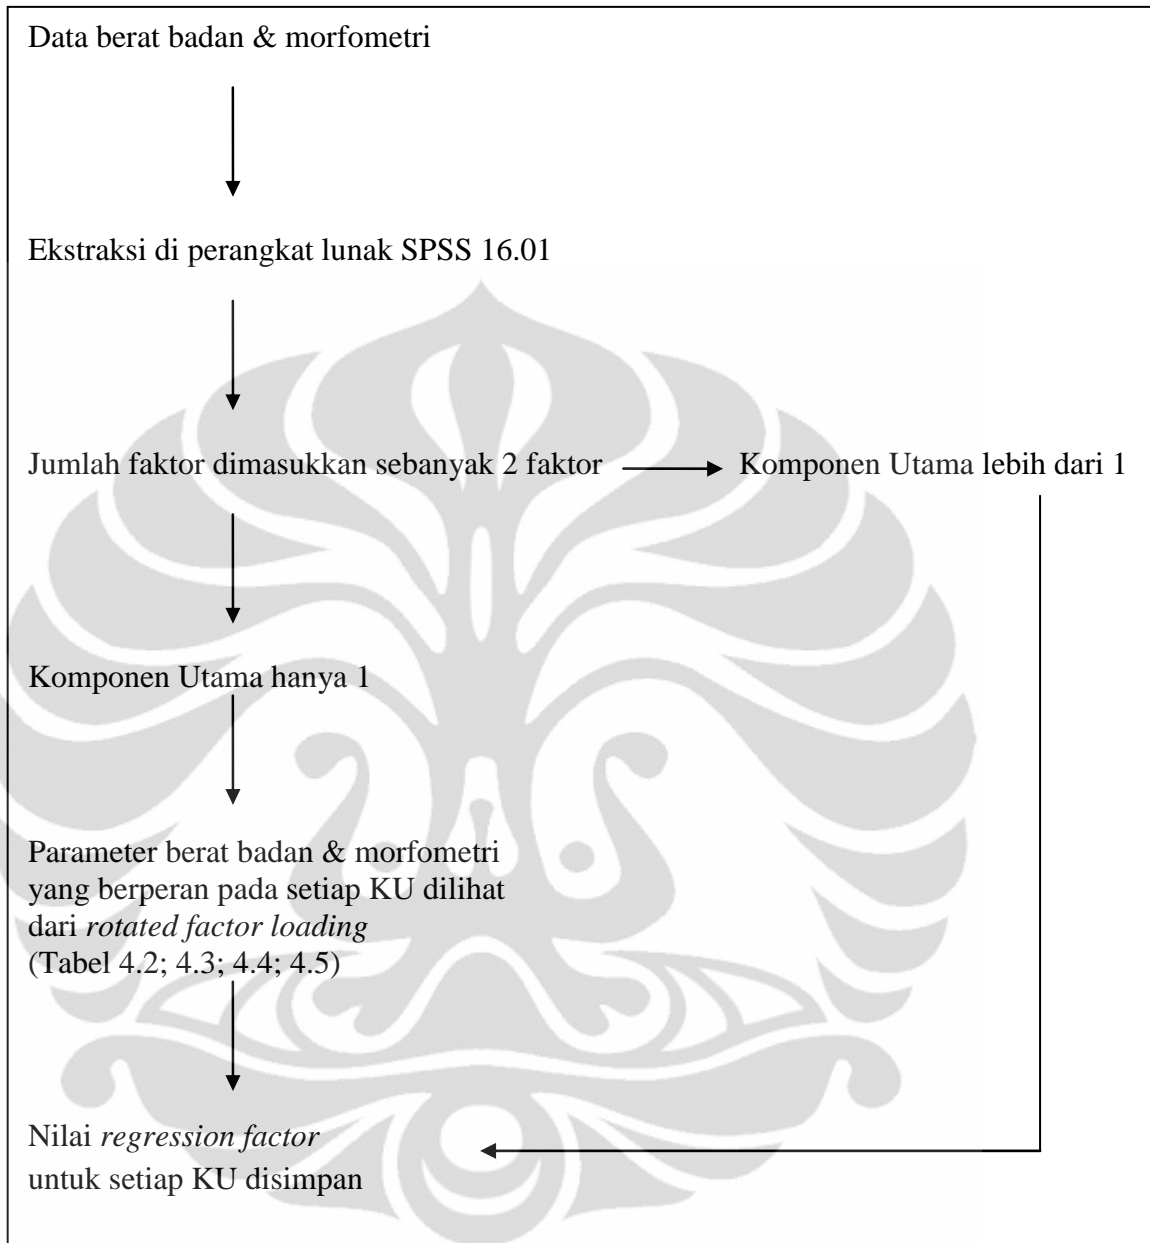 Data berat badan & morfometri
Ekstraksi di perangkat lunak SPSS 16.01
Jumlah faktor dimasukkan sebanyak 2 faktor
Komponen Utama lebih dari 1
Komponen Utama hanya 1
Parameter berat badan & morfometri
yang berperan pada setiap KU dilihat
dari rotated factor loading
(Tabel 4.2; 4.3; 4.4; 4.5)
Nilai regression factor
untuk setiap KU disimpan